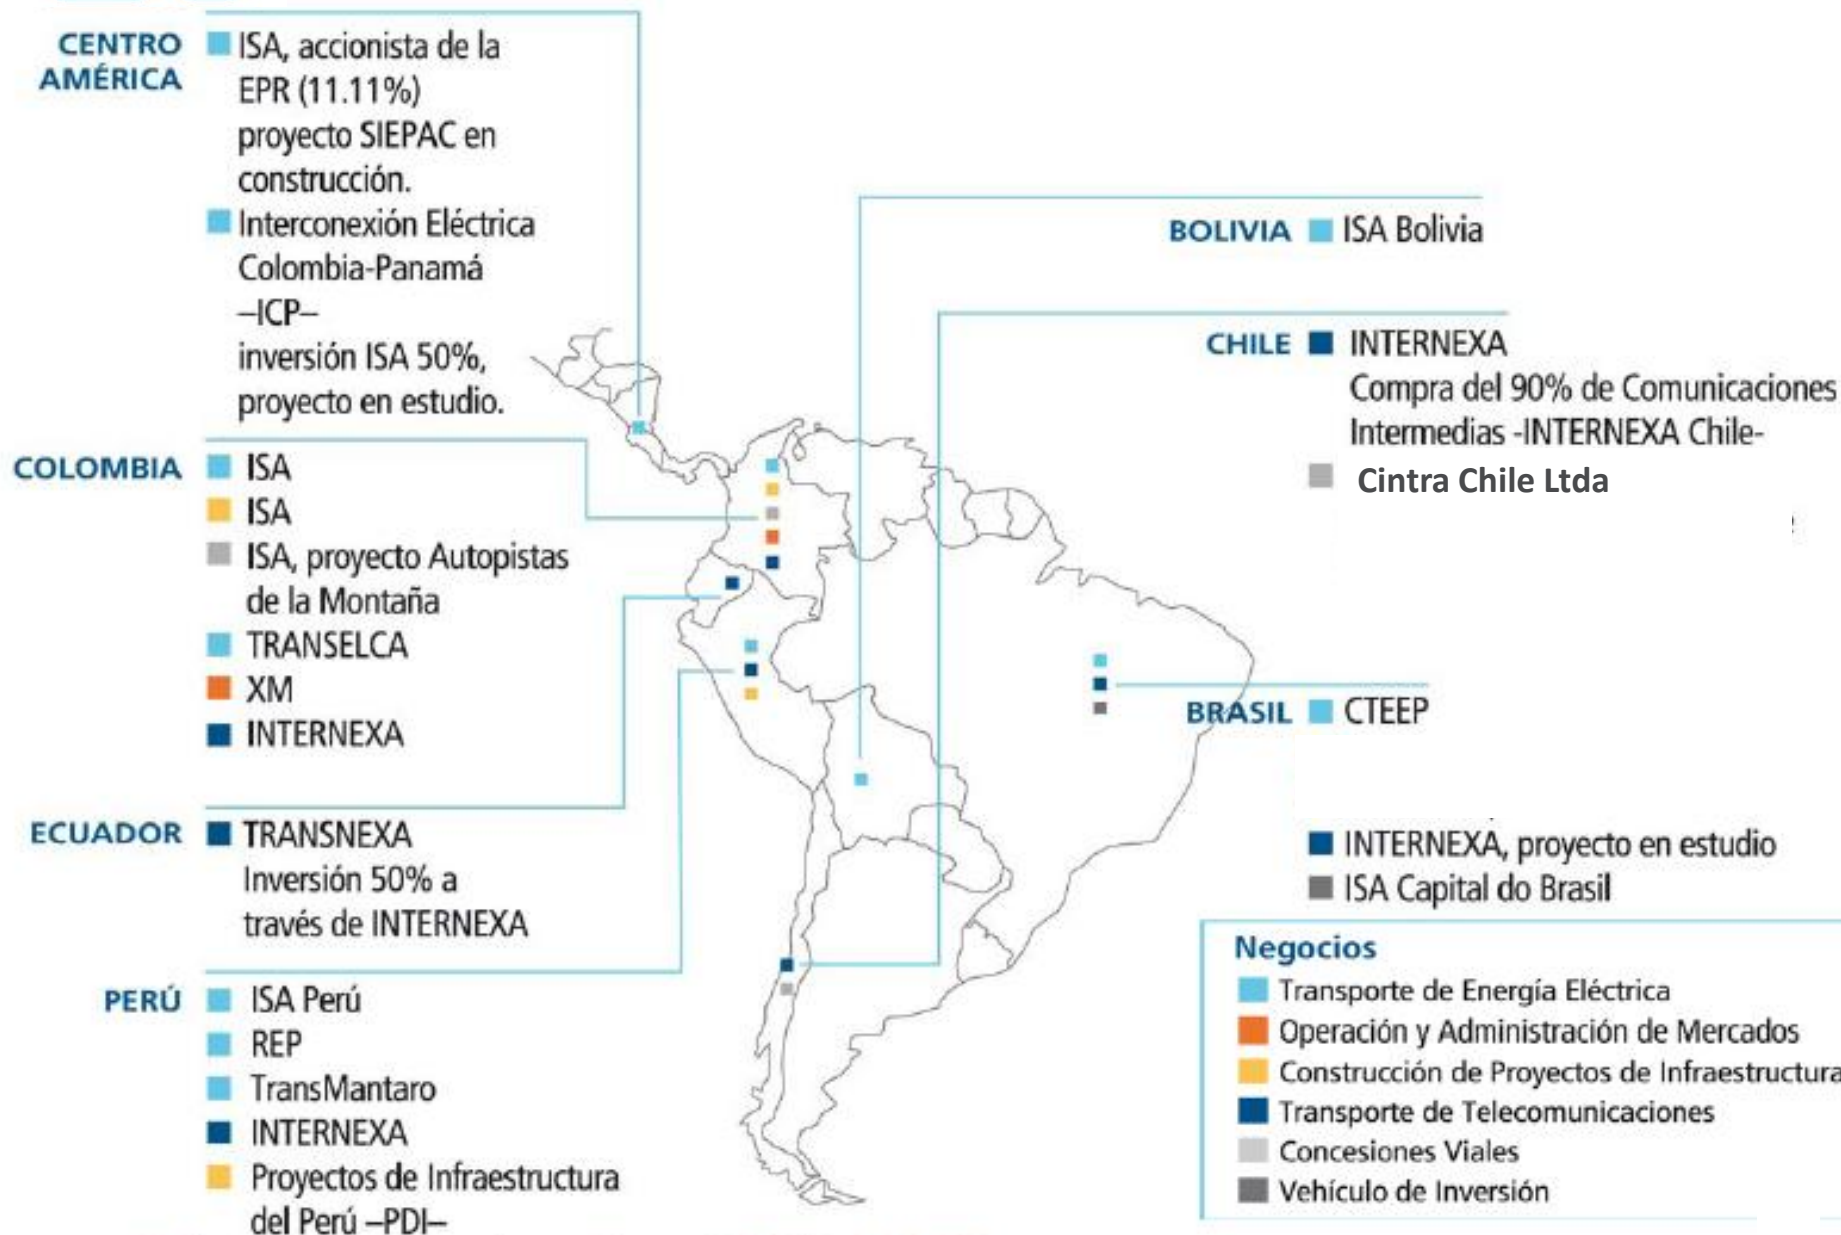 CENTRO
AMÉRICA
ISA, accionista de la
EPR (11.11%)
proyecto SIEPAC en
construcción.
Interconexión Eléctrica
Colombia-Panamá
–ICP–
inversión ISA 50%,
proyecto en estudio.
COLOMBIA
ISA
ISA
ISA, proyecto Autopistas
de la Montaña
TRANSELCA
XM
INTERNEXA
ECUADOR
TRANSNEXA
Inversión 50% a
través de INTERNEXA
PERÚ
ISA Perú
REP
TransMantaro
INTERNEXA
Proyectos de Infraestructura
del Perú –PDI–
BOLIVIA
ISA Bolivia
CHILE
INTERNEXA
Compra del 90% de Comunicaciones
Intermedias -INTERNEXA Chile-
Cintra Chile Ltda
BRASIL
CTEEP
INTERNEXA, proyecto en estudio
ISA Capital do Brasil
Negocios
Transporte de Energía Eléctrica
Operación y Administración de Mercados
Construcción de Proyectos de Infraestructura
Transporte de Telecomunicaciones
Concesiones Viales
Vehículo de Inversión